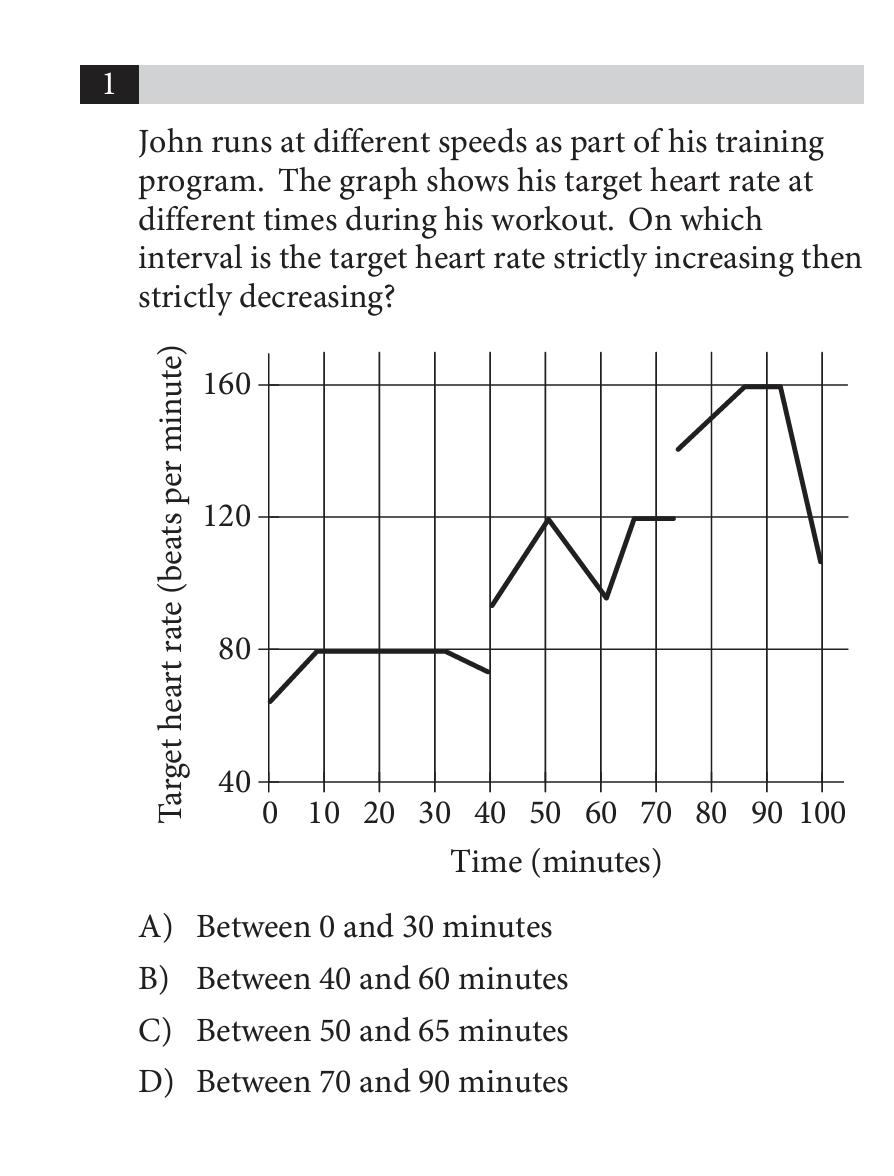 1
John runs at different speeds as part of his training
program. The graph shows his target heart rate at
different times during his workout. On which
interval is the target heart rate strictly increasing then
strictly decreasing?
Target heart rate (beats per minute)
160
120
80
40
0 10 20 30 40 50 60 70 80 90 100
Time (minutes)
A) Between 0 and 30 minutes
B) Between 40 and 60 minutes
C) Between 50 and 65 minutes
D) Between 70 and 90 minutes